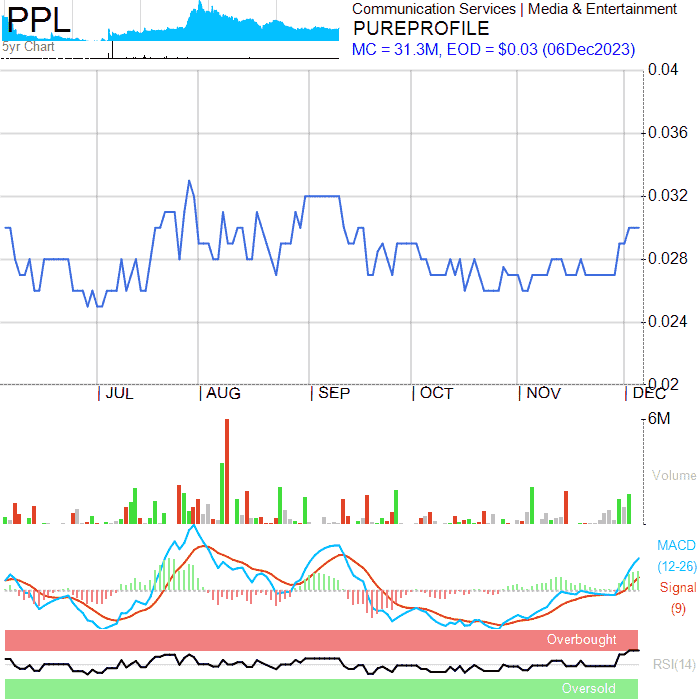 PPL
5yr Chart
Communication Services | Media & Entertainment
PUREPROFILE
MC = 31.3M, EOD = $0.03 (06Dec2023)
0.04
0.036
0.032
0.028
0.024
0.02
JUL AUG SEP OCT NOV DEC
6M
Volume
MACD
(12-26)
Signal
(9)
Overbought
RSI(14)
Oversold